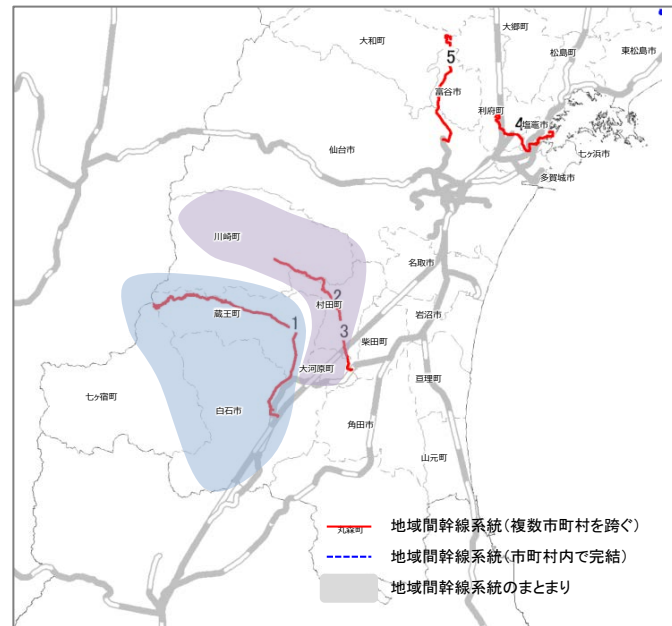 大和町
大郷町
松島町
東松島市
5
富谷市
利府町
塩竈市
4
仙台市
七ヶ浜市
多賀城市
川崎町
名取市
2
村田町
蔵王町
1
3
岩沼市
柴田町
大河原町
亘理町
七ヶ宿町
白石市
角田市
山元町
丸森町
地域間幹線系統(複数市町村を跨ぐ)
地域間幹線系統(市町村内で完結)
地域間幹線系統のまとまり